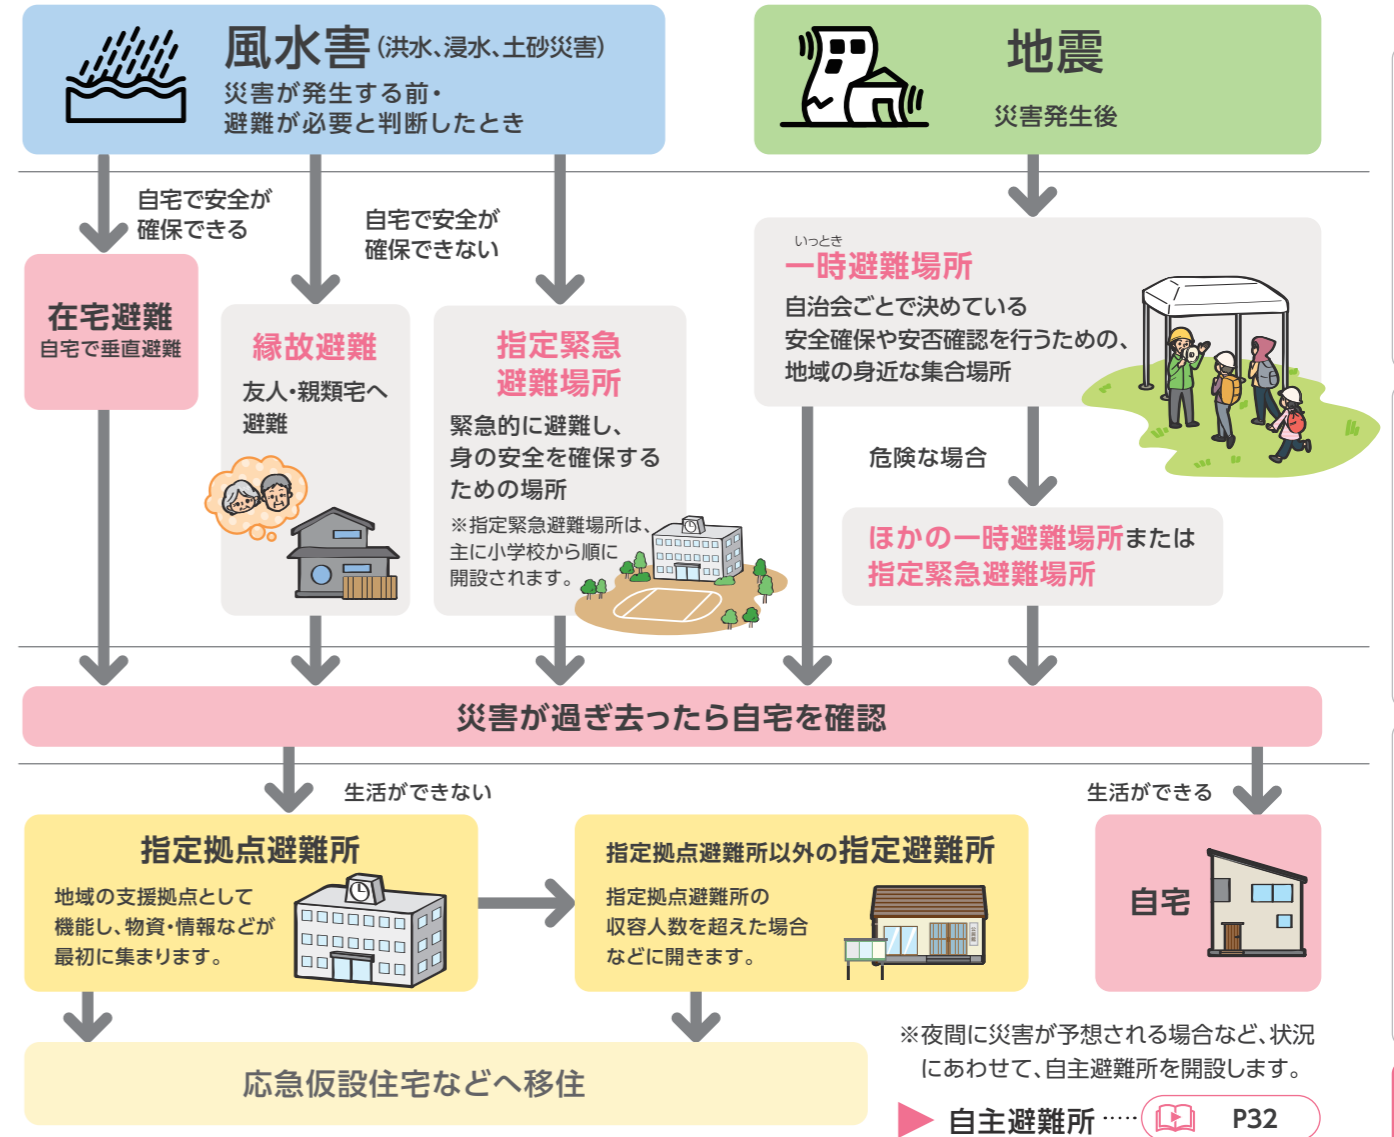 風水害(洪水、浸水、土砂災害)
災害が発生する前・
避難が必要と判断したとき
地震
災害発生後
自宅で安全が
確保できる
自宅で安全が
確保できない
在宅避難
自宅で垂直避難
縁故避難
友人・親類宅へ
避難
指定緊急
避難場所
緊急的に避難し、
身の安全を確保する
ための場所
※指定緊急避難場所は、
主に小学校から順に
開設されます。
いっとき
一時避難場所
自治会ごとで決めている
安全確保や安否確認を行うための、
地域の身近な集合場所
危険な場合
ほかの一時避難場所または
指定緊急避難場所
災害が過ぎ去ったら自宅を確認
生活ができない
生活ができる
指定拠点避難所
地域の支援拠点として
機能し、物資・情報などが
最初に集まります。
指定拠点避難所以外の指定避難所
指定拠点避難所の
収容人数を超えた場合
などに開きます。
公民館
自宅
応急仮設住宅などへ移住
※夜間に災害が予想される場合など、状況
にあわせて、自主避難所を開設します。
自主避難所 ‥‥‥ P32